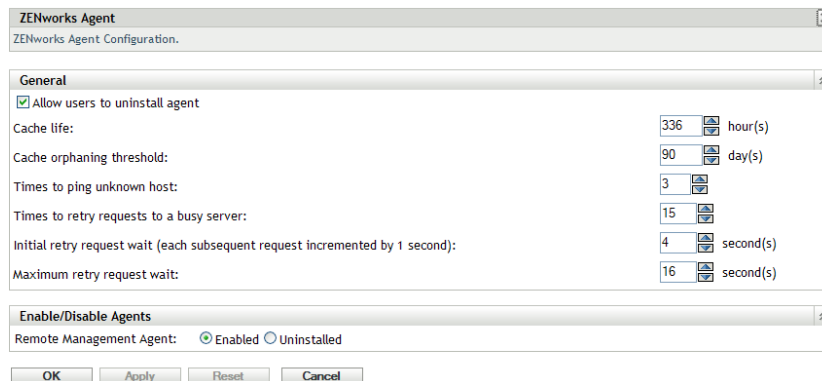 ZENworks Agent
ZENworks Agent Configuration.
General
Allow users to uninstall agent
Cache life: 336 hour(s)
Cache orphaning threshold: 90 day(s)
Times to ping unknown host: 3
Times to retry requests to a busy server: 15
Initial retry request wait (each subsequent request incremented by 1 second): 4 second(s)
Maximum retry request wait: 16 second(s)
Enable/Disable Agents
Remote Management Agent: Enabled Uninstalled
OK Apply Reset Cancel